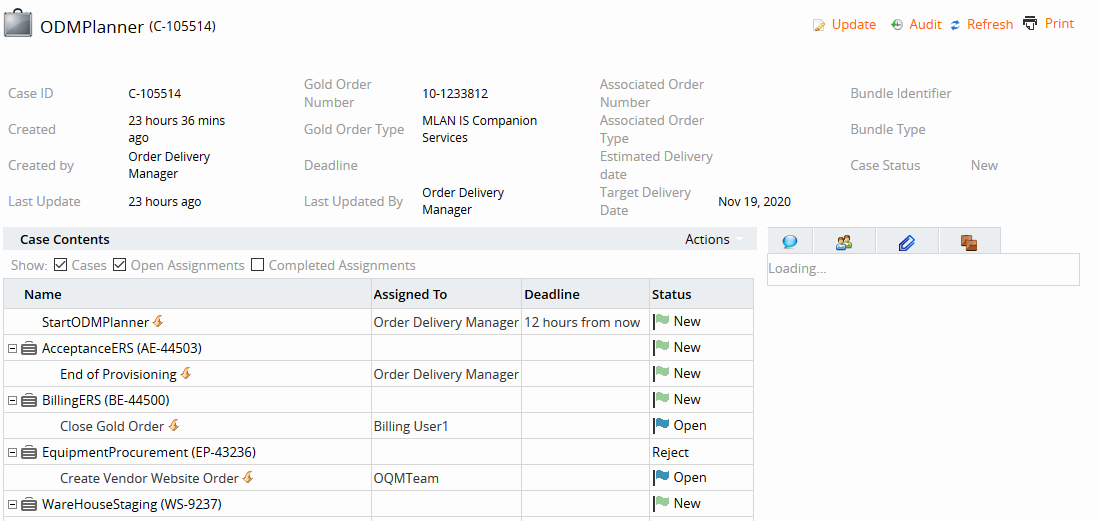 ODMPlanner (C-105514)
Update Audit Refresh Print
Case ID C-105514 Gold Order Number 10-1233812 Associated Order Number Bundle Identifier
Created 23 hours 36 mins ago Gold Order Type MLAN IS Companion Services Associated Order Type Bundle Type
Created by Order Delivery Manager Deadline Estimated Delivery date Case Status New
Last Update 23 hours ago Last Updated By Order Delivery Manager Target Delivery Date Nov 19, 2020
Case Contents Actions
Show: Cases Open Assignments Completed Assignments
Loading...
Name Assigned To Deadline Status
StartODMPlanner Order Delivery Manager 12 hours from now New
AcceptanceERS (AE-44503) New
End of Provisioning Order Delivery Manager New
BillingERS (BE-44500) New
Close Gold Order Billing User1 Open
EquipmentProcurement (EP-43236) Reject
Create Vendor Website Order OQMTeam Open
WareHouseStaging (WS-9237) New